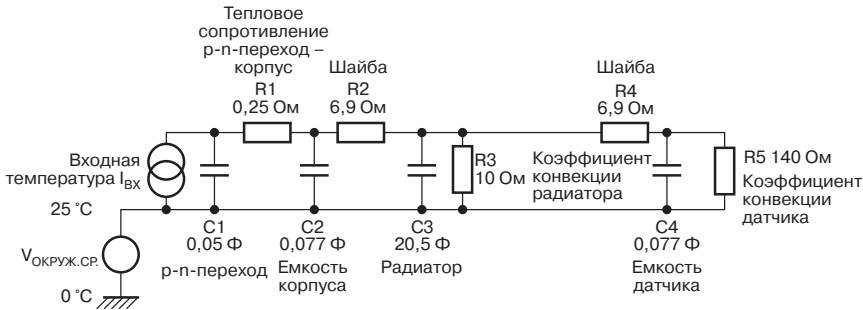 Тепловое
сопротивление
p-n-переход –
корпус
R1
0,25 Ом
Шайба
R2
6,9 Ом
Шайба
R4
6,9 Ом
Входная
температура IВХ
R3
10 Ом
Коэффициент
конвекции
радиатора
R5 140 Ом
Коэффициент
конвекции
датчика
25 °C
C1
0,05 Ф
p-n-переход
C2
0,077 Ф
Емкость
корпуса
C3
20,5 Ф
Радиатор
C4
0,077 Ф
Емкость
датчика
VОКРУЖ.СР.
0 °C